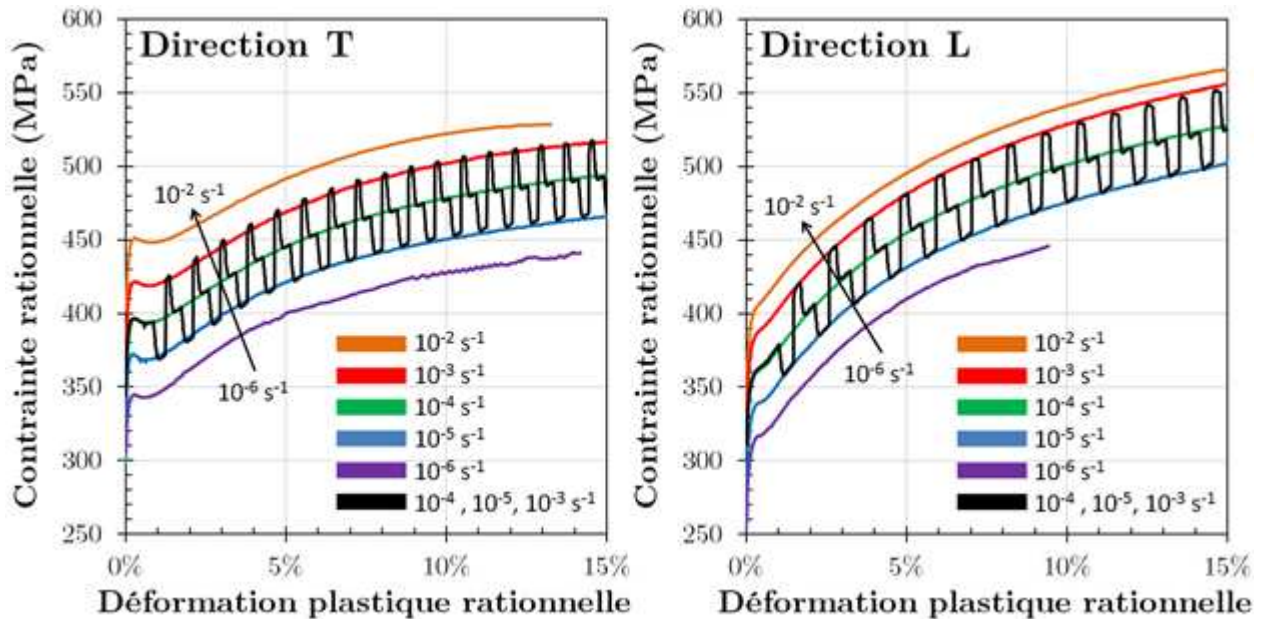 Direction T
Contrainte rationnelle (MPa)
600
550
500
450
400
350
300
250
10⁻² s⁻¹
10⁻⁶ s⁻¹
10⁻² s⁻¹
10⁻³ s⁻¹
10⁻⁴ s⁻¹
10⁻⁵ s⁻¹
10⁻⁶ s⁻¹
10⁻⁴ , 10⁻⁵, 10⁻³ s⁻¹
0% 5% 10% 15%
Déformation plastique rationnelle
Direction L
Contrainte rationnelle (MPa)
600
550
500
450
400
350
300
250
10⁻² s⁻¹
10⁻⁶ s⁻¹
10⁻² s⁻¹
10⁻³ s⁻¹
10⁻⁴ s⁻¹
10⁻⁵ s⁻¹
10⁻⁶ s⁻¹
10⁻⁴ , 10⁻⁵, 10⁻³ s⁻¹
0% 5% 10% 15%
Déformation plastique rationnelle